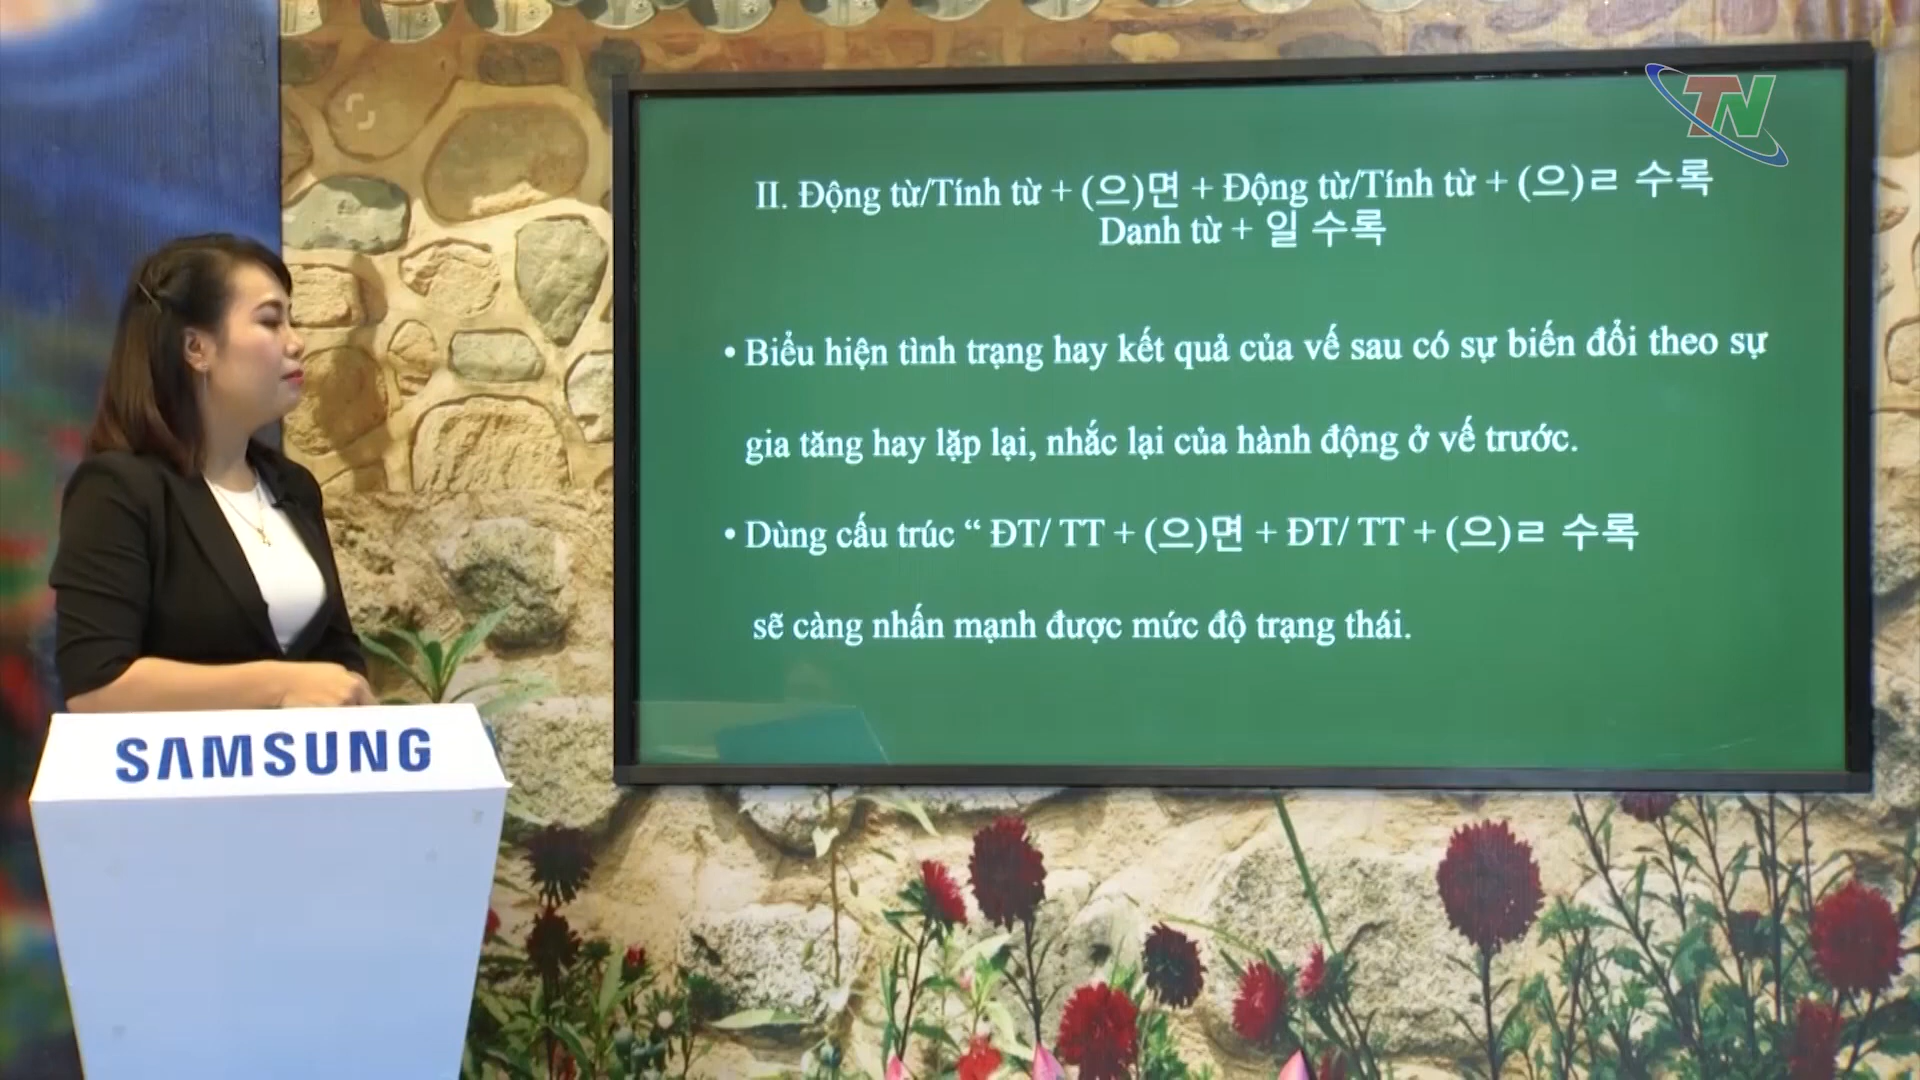 TN
II. Động từ/Tính từ + (으)면 + Động từ/Tính từ + (으)ㄹ 수록
Danh từ + 일 수록
• Biểu hiện tình trạng hay kết quả của vế sau có sự biến đổi theo sự
gia tăng hay lặp lại, nhắc lại của hành động ở vế trước.
• Dùng cấu trúc “ ĐT/ TT + (으)면 + ĐT/ TT + (으)ㄹ 수록
sẽ càng nhấn mạnh được mức độ trạng thái.
SAMSUNG